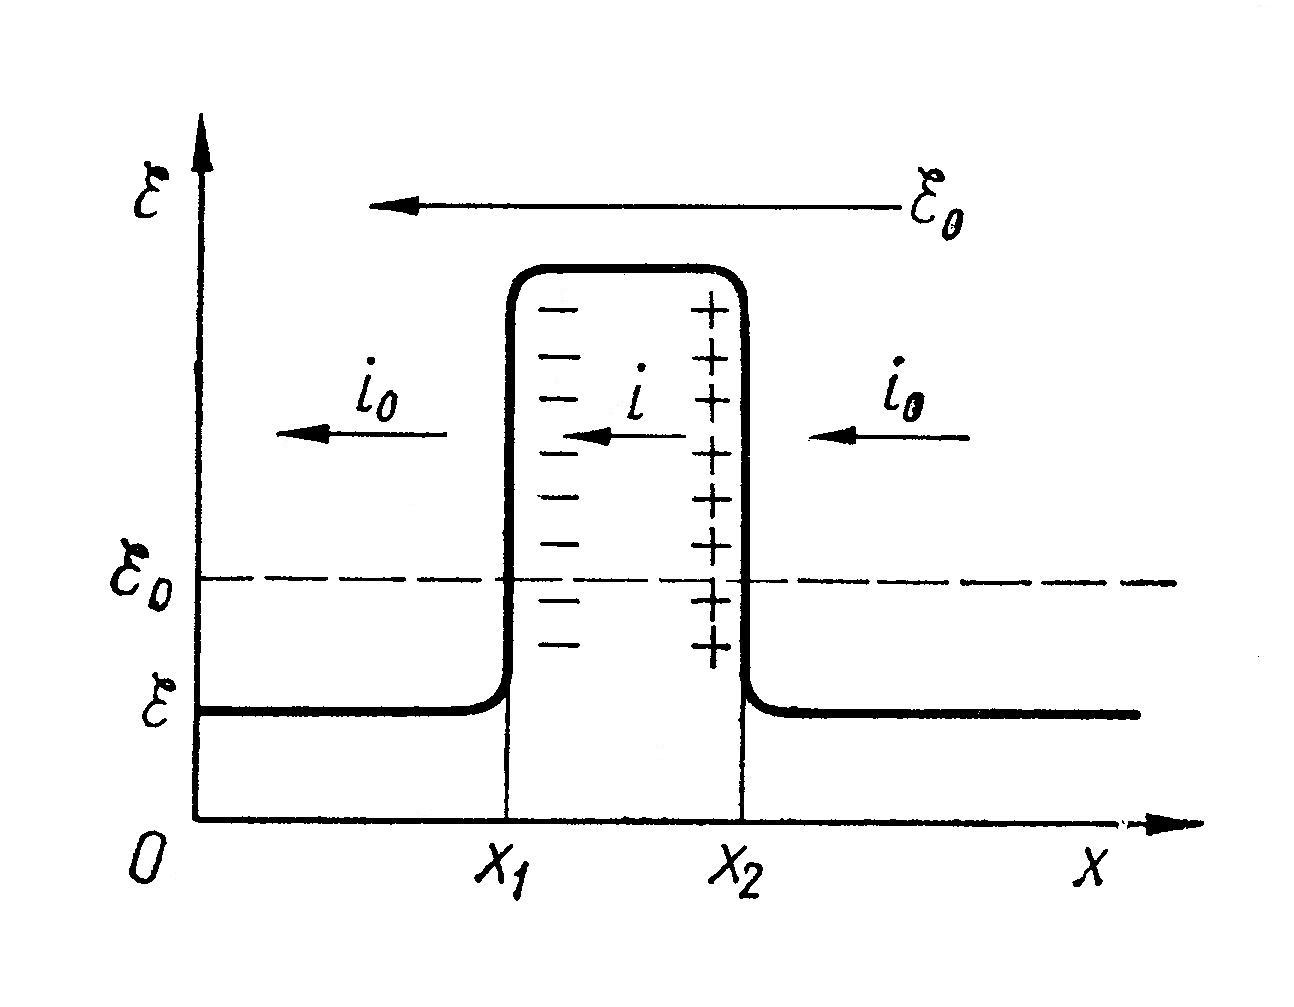 ℰ
ℰ₀
i₀ i i₀
− +
− +
− +
− +
− +
− +
ℰ₀
− +
− +
ℰ
0 x₁ x₂ x